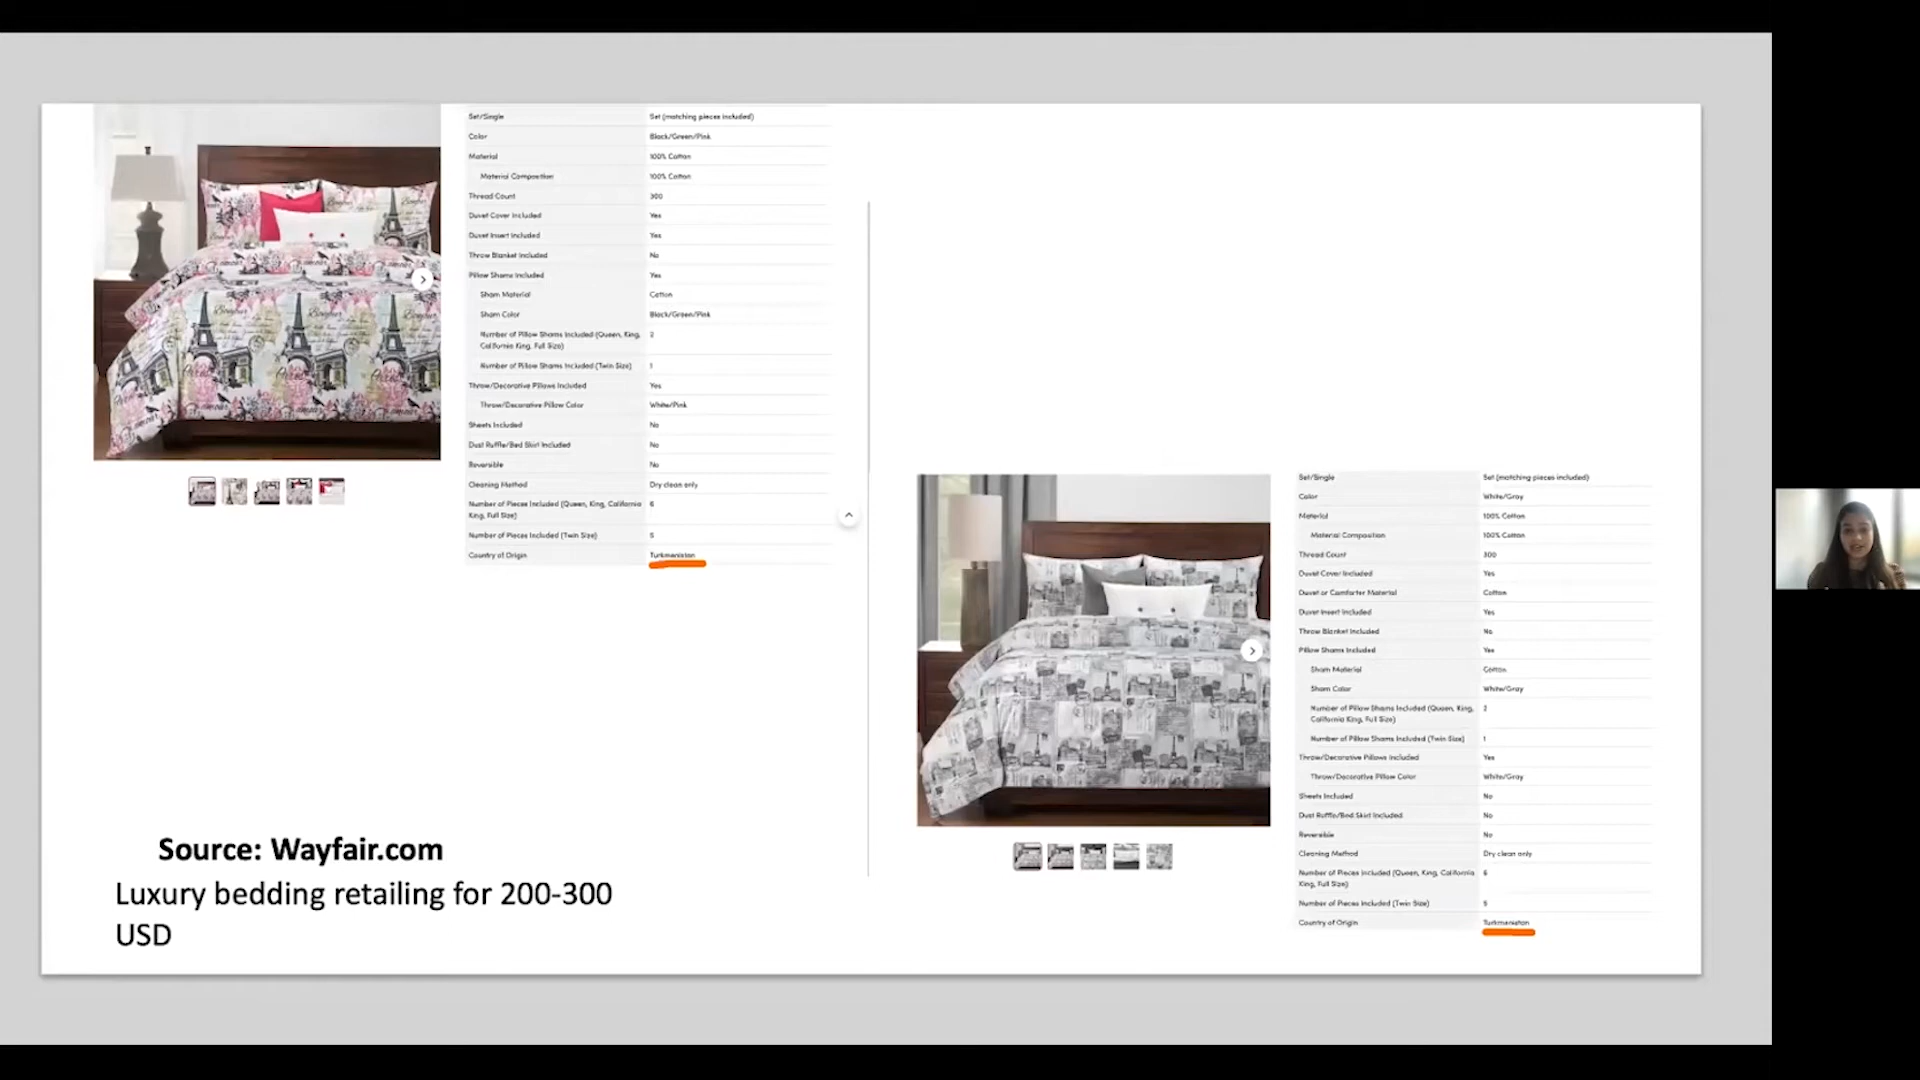 Set/Single Set (matching pieces included)
Color Black/Green/Pink
Material 100% Cotton
Material Composition 100% Cotton
Thread Count 300
Duvet Cover Included Yes
Duvet Insert Included Yes
Throw Blanket Included No
Pillow Shams Included Yes
Sham Material Cotton
Sham Color Black/Green/Pink
Number of Pillow Shams Included (Queen, King, 2
California King, Full Size)
Number of Pillow Shams Included (Twin Size) 1
Throw/Decorative Pillows Included Yes
Throw/Decorative Pillow Color White/Pink
Sheets Included No
Dust Ruffle/Bed Skirt Included No
Reversible No
Cleaning Method Dry clean only
Number of Pieces Included (Queen, King, California 6
King, Full Size)
Number of Pieces Included (Twin Size) 5
Country of Origin Turkmenistan
Source: Wayfair.com
Luxury bedding retailing for 200-300
USD
Set/Single Set (matching pieces included)
Color White/Gray
Material 100% Cotton
Material Composition 100% Cotton
Thread Count 300
Duvet Cover Included Yes
Duvet or Comforter Material Cotton
Duvet Insert Included Yes
Throw Blanket Included No
Pillow Shams Included Yes
Sham Material Cotton
Sham Color White/Gray
Number of Pillow Shams Included (Queen, King, 2
California King, Full Size)
Number of Pillow Shams Included (Twin Size) 1
Throw/Decorative Pillows Included Yes
Throw/Decorative Pillow Color White/Gray
Sheets Included No
Dust Ruffle/Bed Skirt Included No
Reversible No
Cleaning Method Dry clean only
Number of Pieces Included (Queen, King, California 6
King, Full Size)
Number of Pieces Included (Twin Size) 5
Country of Origin Turkmenistan